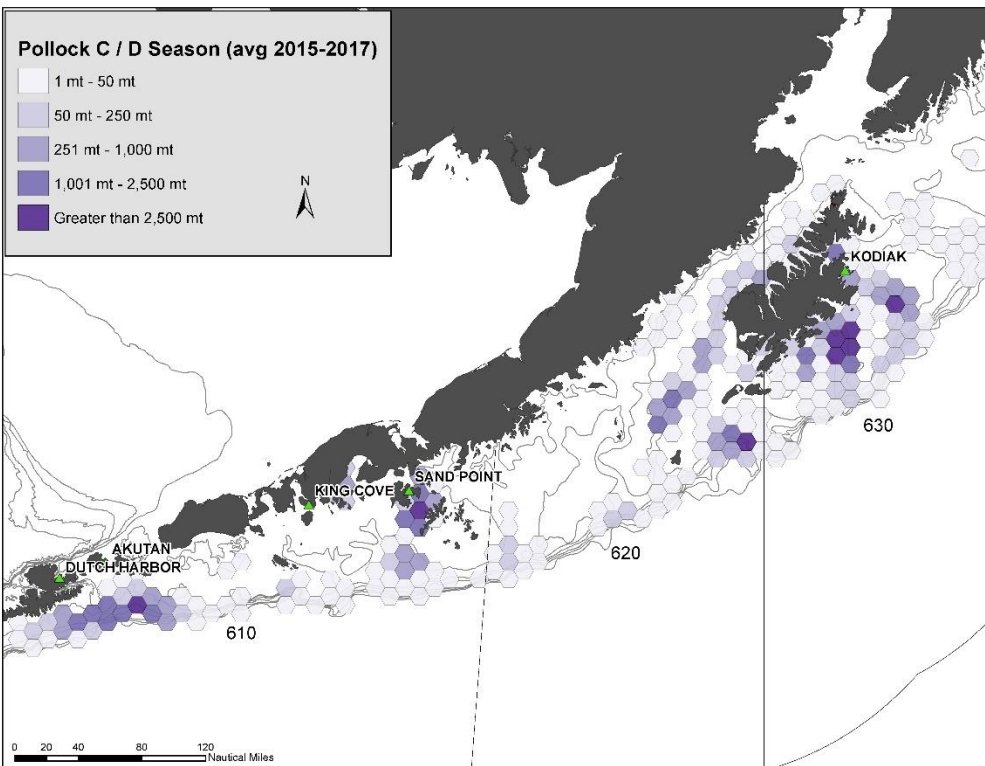 Pollock C / D Season (avg 2015-2017)
1 mt - 50 mt
50 mt - 250 mt
251 mt - 1,000 mt
1,001 mt - 2,500 mt
Greater than 2,500 mt
N
KODIAK
630
SAND POINT
KING COVE
620
AKUTAN
DUTCH HARBOR
610
0 20 40 80 120
Nautical Miles